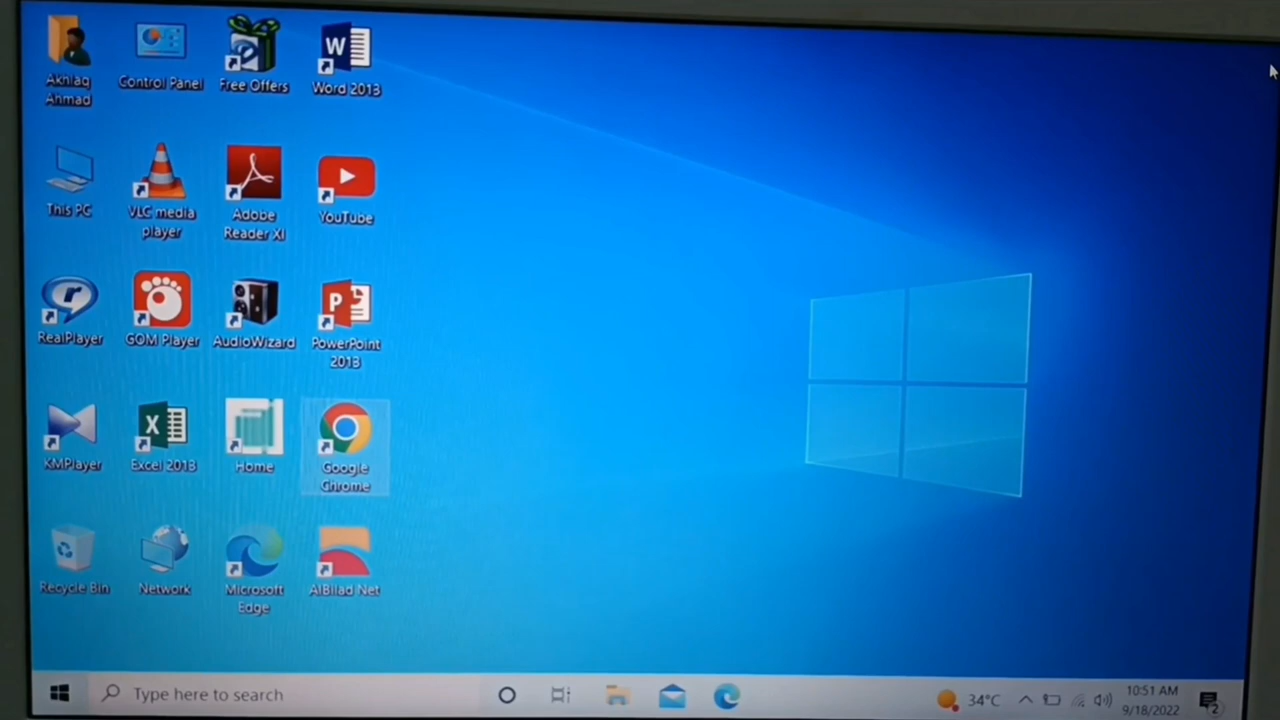 Akhlaq
Ahmad
Control Panel
Free Offers
Word 2013
This PC
VLC media
player
Adobe
Reader XI
YouTube
RealPlayer
GOM Player
AudioWizard
PowerPoint
2013
KMPlayer
Excel 2013
Home
Google
Chrome
Recycle Bin
Network
Microsoft
Edge
AlBilad Net
Type here to search
34°C
10:51 AM
9/18/2022
2